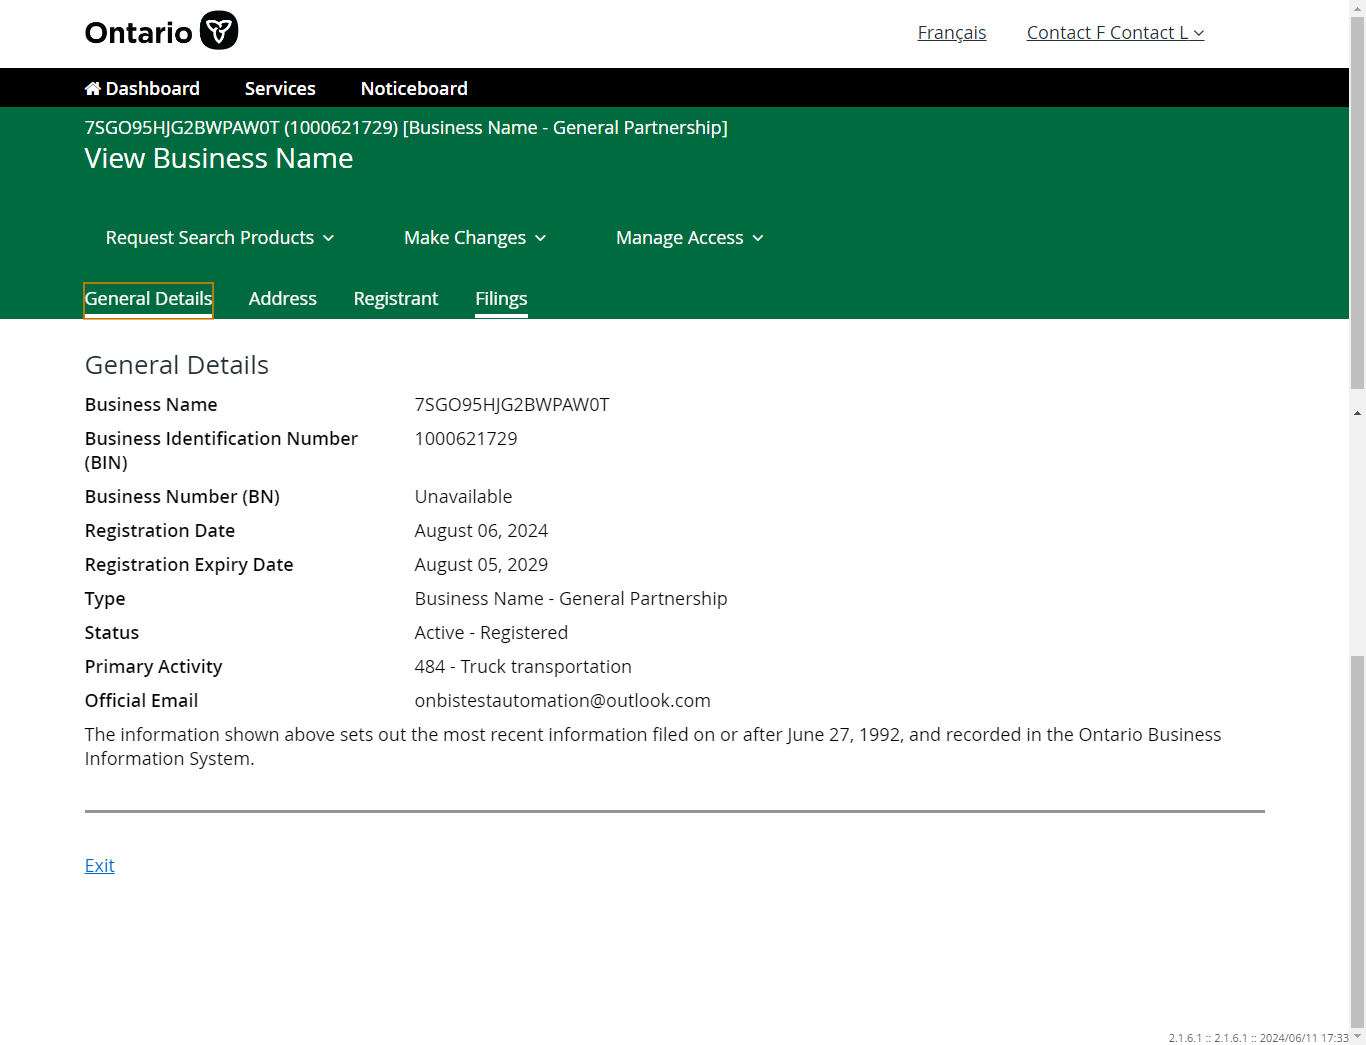 Ontario
Français
Contact F Contact L
Dashboard
Services
Noticeboard
7SGO95HJG2BWPAW0T (1000621729) [Business Name - General Partnership]
View Business Name
Request Search Products
Make Changes
Manage Access
General Details
Address
Registrant
Filings
General Details
Business Name
7SGO95HJG2BWPAW0T
Business Identification Number
(BIN)
1000621729
Business Number (BN)
Unavailable
Registration Date
August 06, 2024
Registration Expiry Date
August 05, 2029
Type
Business Name - General Partnership
Status
Active - Registered
Primary Activity
484 - Truck transportation
Official Email
onbistestautomation@outlook.com
The information shown above sets out the most recent information filed on or after June 27, 1992, and recorded in the Ontario Business
Information System.
Exit
2.1.6.1 :: 2.1.6.1 :: 2024/06/11 17:33